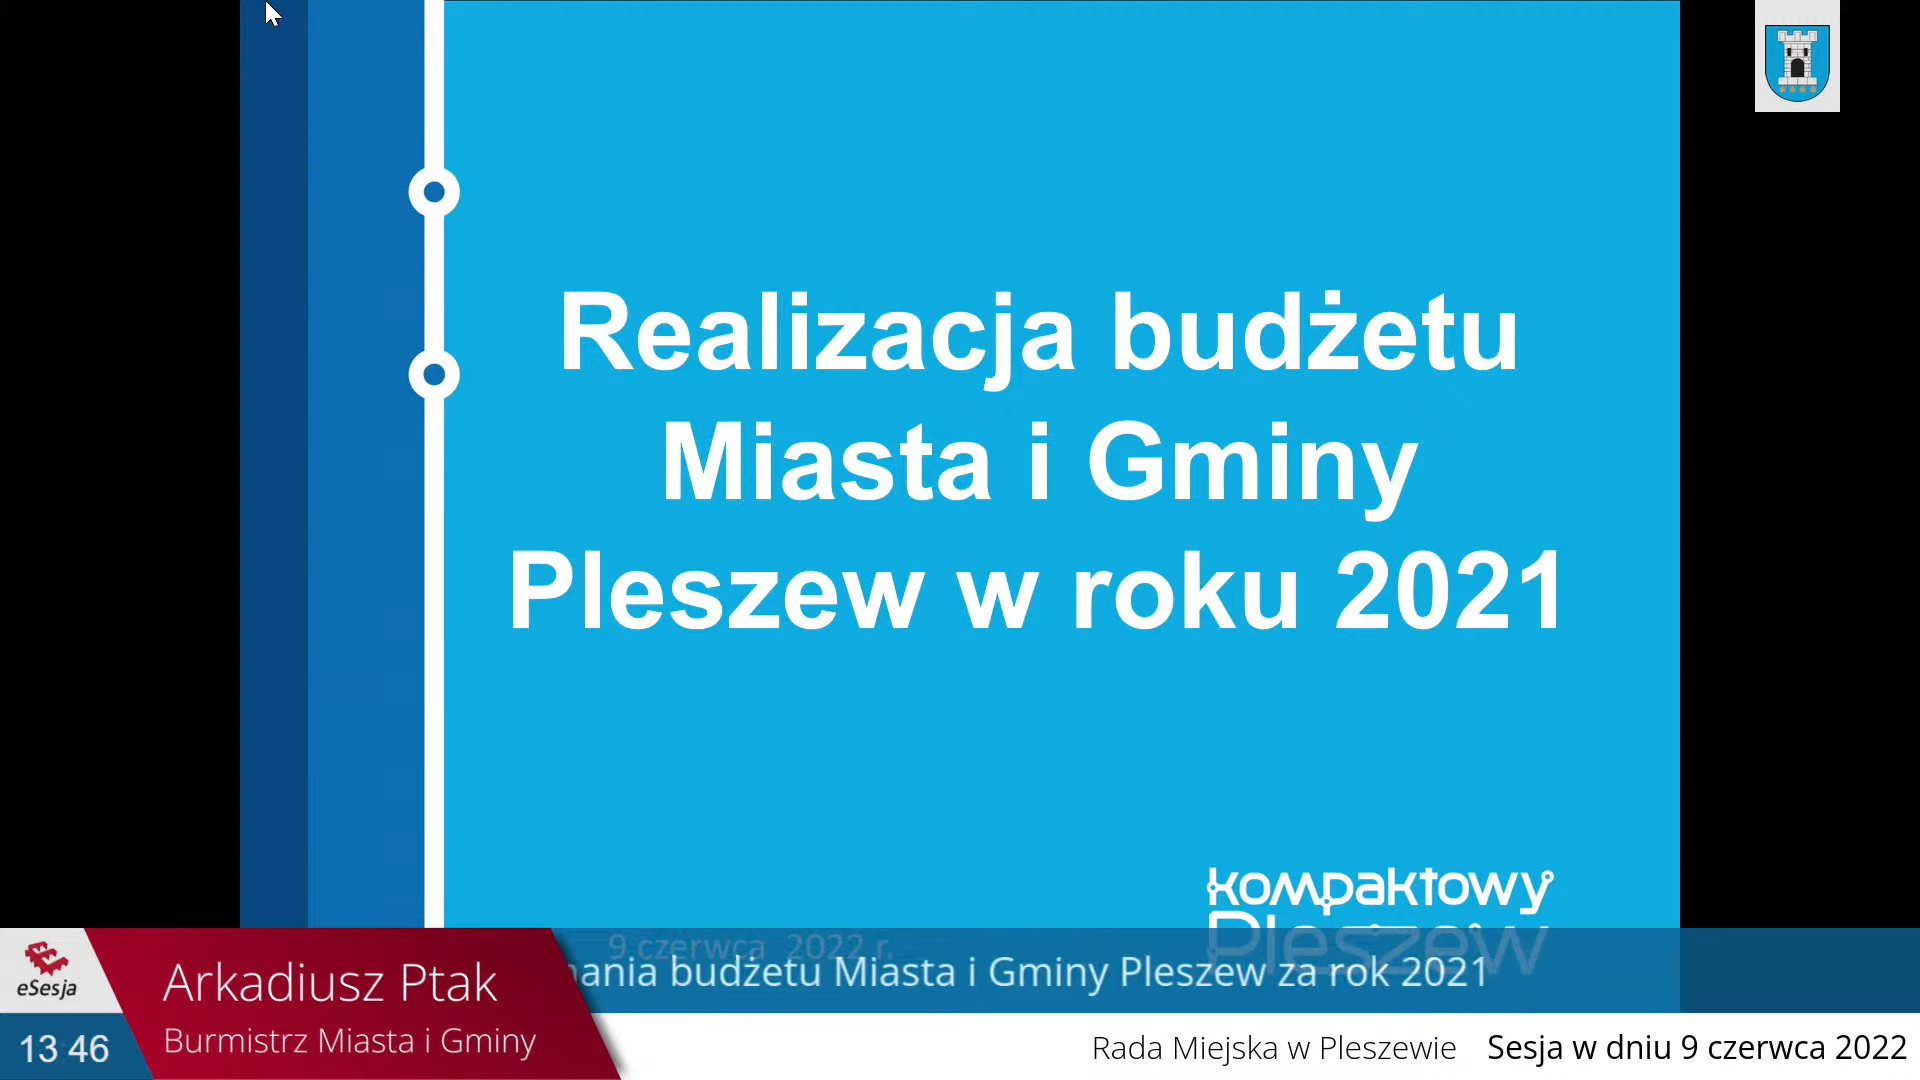 Realizacja budżetu
Miasta i Gminy
Pleszew w roku 2021
kompaktowy
Pleszew
9 czerwca 2022 r.
budżetu Miasta i Gminy Pleszew za rok 2021
eSesja
Arkadiusz Ptak
Burmistrz Miasta i Gminy
13 46
Rada Miejska w Pleszewie Sesja w dniu 9 czerwca 2022